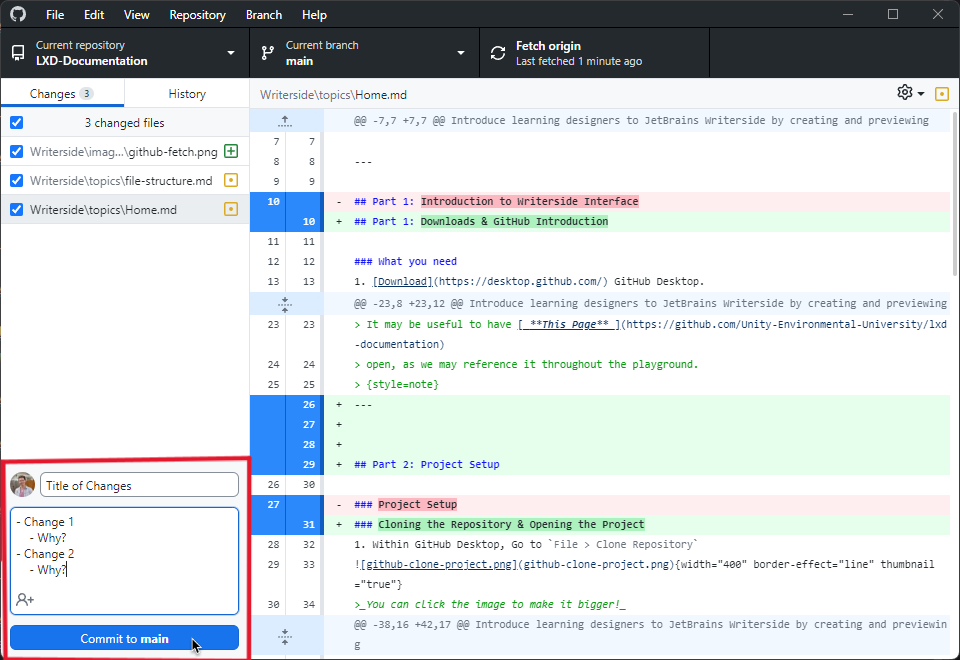 File Edit View Repository Branch Help
Current repository
LXD-Documentation
Current branch
main
Fetch origin
Last fetched 1 minute ago
Changes 3 History
3 changed files
Writerside\imag...\github-fetch.png
Writerside\topics\file-structure.md
Writerside\topics\Home.md
Title of Changes
- Change 1
- Why?
- Change 2
- Why?
Commit to main
Writerside\topics\Home.md
@@ -7,7 +7,7 @@ Introduce learning designers to JetBrains Writerside by creating and previewing
7 7
8 8 ---
9 9
10 - ## Part 1: Introduction to Writerside Interface
10 + ## Part 1: Downloads & GitHub Introduction
11 11
12 12 ### What you need
13 13 1. [Download](https://desktop.github.com/) GitHub Desktop.
@@ -23,8 +23,12 @@ Introduce learning designers to JetBrains Writerside by creating and previewing
23 23 > It may be useful to have [ **This Page** ](https://github.com/Unity-Environmental-University/lxd
-documentation)
24 24 > open, as we may reference it throughout the playground.
25 25 > {style=note}
26 + ---
27 +
28 +
29 + ## Part 2: Project Setup
26 30
27 - ### Project Setup
31 + ### Cloning the Repository & Opening the Project
28 32 1. Within GitHub Desktop, Go to `File > Clone Repository`
29 33 ![github-clone-project.png](github-clone-project.png){width="400" border-effect="line" thumbnail
="true"}
30 34 >_You can click the image to make it bigger!_
@@ -38,16 +42,17 @@ Introduce learning designers to JetBrains Writerside by creating and previewin
g